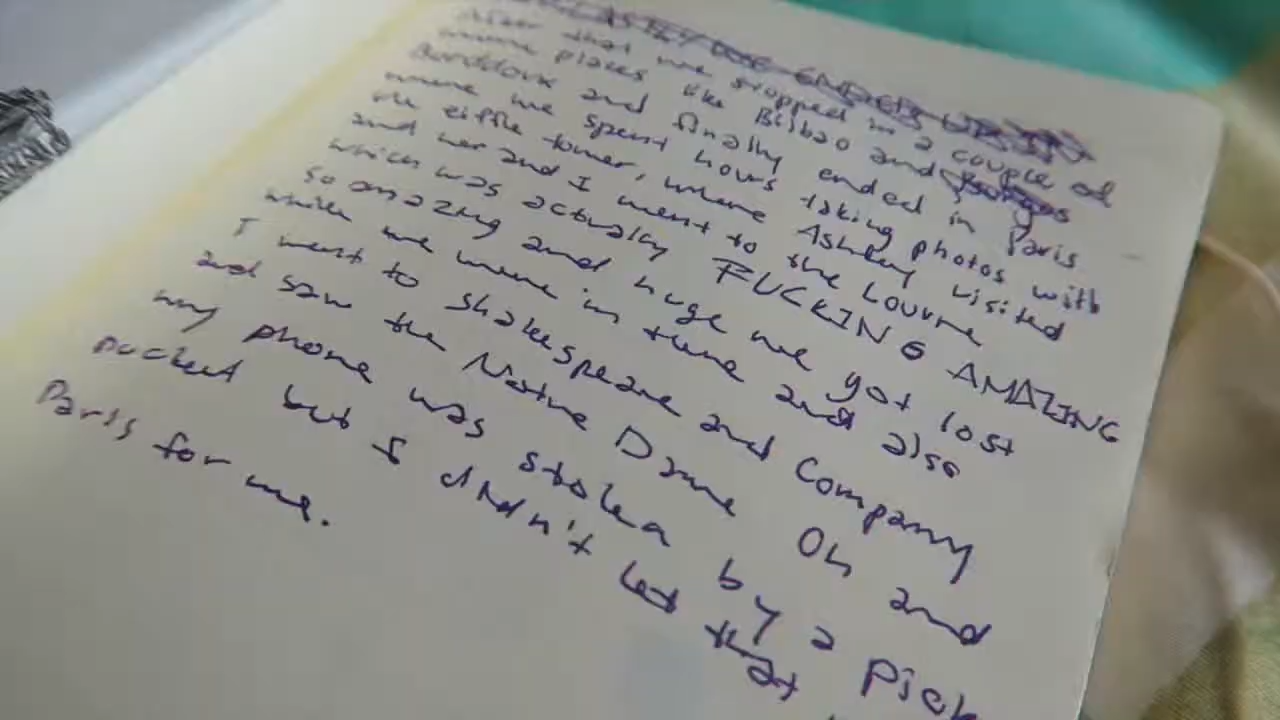 After that we stopped in a couple of
more places like Bilbao and
and finally ended in Paris
where we spent hours taking photos with
the eiffle tower, where Ashley visited
and her and I went to the Louvre
which was actually FUCKING AMAZING
so amazing and huge we got lost
while we were in there and also
I went to shakespeare and Company
and saw the Notre Dame Oh and
my phone was stolen by a Pick
pocket but I didn't let that
Paris for me.